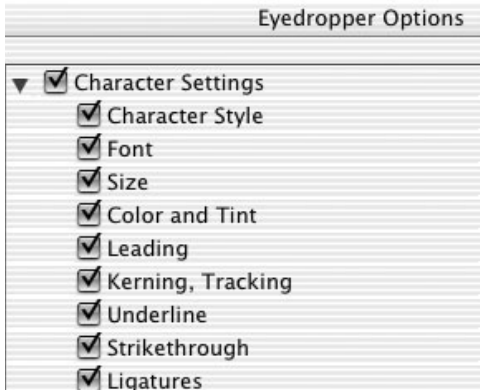 Eyedropper Options
Character Settings
Character Style
Font
Size
Color and Tint
Leading
Kerning, Tracking
Underline
Strikethrough
Ligatures